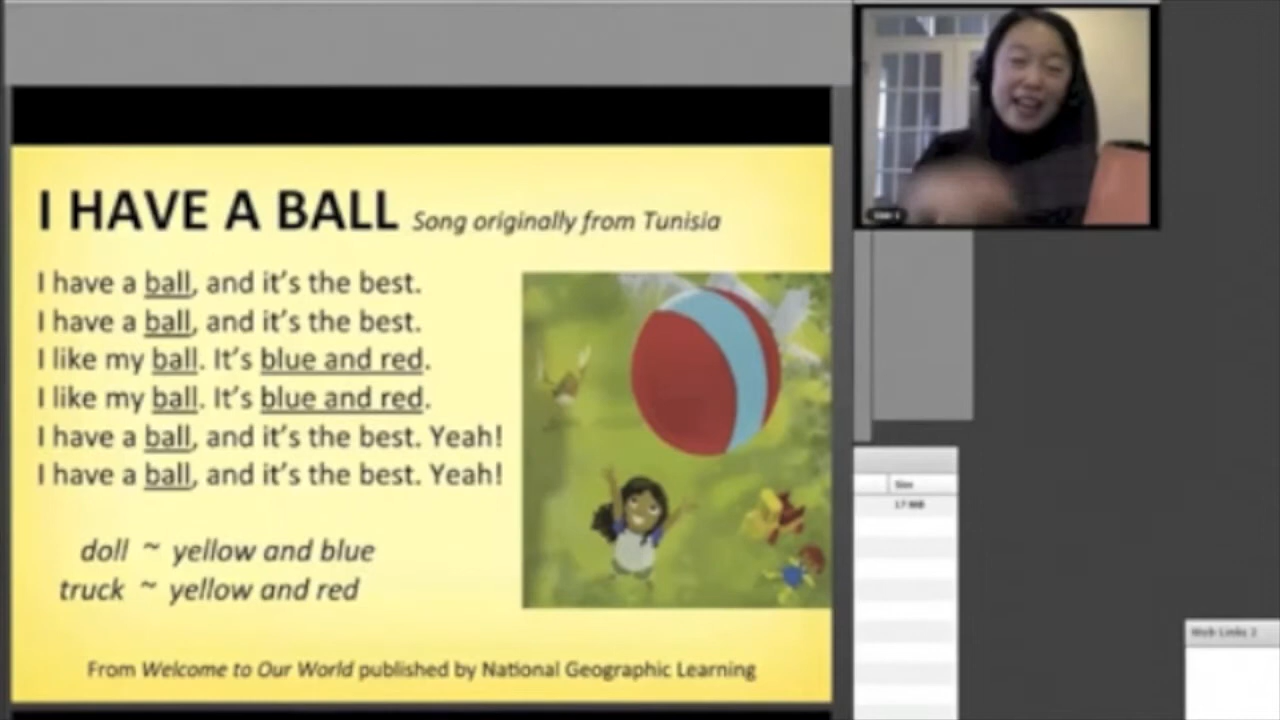 I HAVE A BALL Song originally from Tunisia
I have a ball, and it's the best.
I have a ball, and it's the best.
I like my ball. It's blue and red.
I like my ball. It's blue and red.
I have a ball, and it's the best. Yeah!
I have a ball, and it's the best. Yeah!
doll ~ yellow and blue
truck ~ yellow and red
From Welcome to Our World published by National Geographic Learning
Size
17 MB
Web Links 2